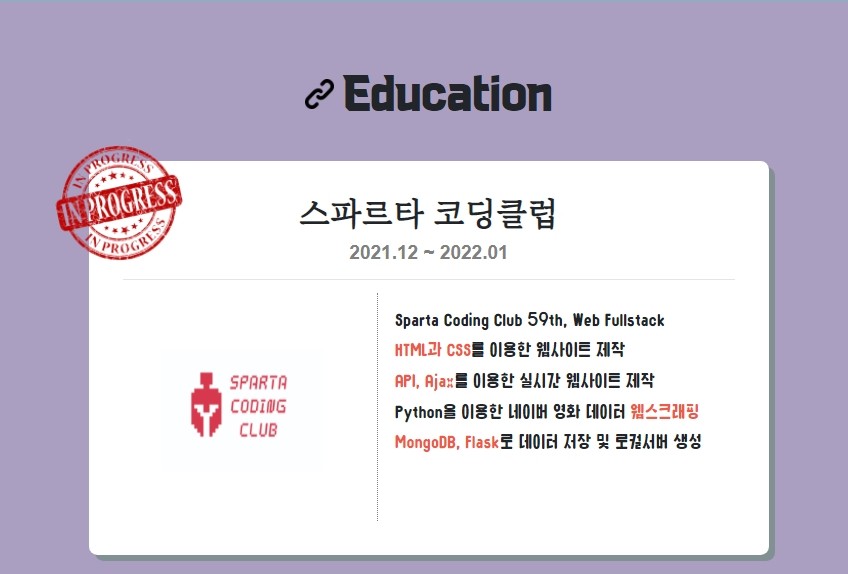 Education
IN PROGRESS
IN PROGRESS
IN PROGRESS
스파르타 코딩클럽
2021.12 ~ 2022.01
SPARTA
CODING
CLUB
Sparta Coding Club 59th, Web Fullstack
HTML과 CSS를 이용한 웹사이트 제작
API, Ajax를 이용한 실시간 웹사이트 제작
Python을 이용한 네이버 영화 데이터 웹스크래핑
MongoDB, Flask로 데이터 저장 및 로컬서버 생성